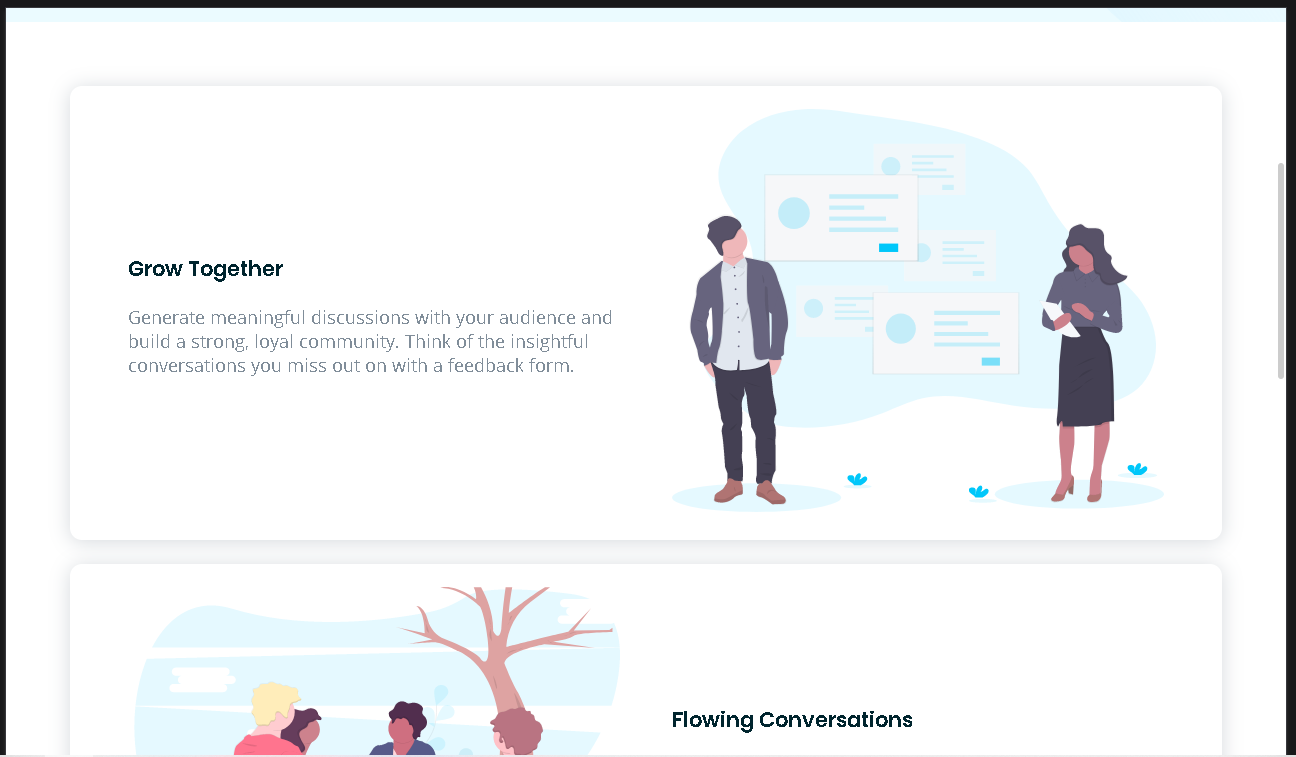 Grow Together
Generate meaningful discussions with your audience and
build a strong, loyal community. Think of the insightful
conversations you miss out on with a feedback form.
Flowing Conversations